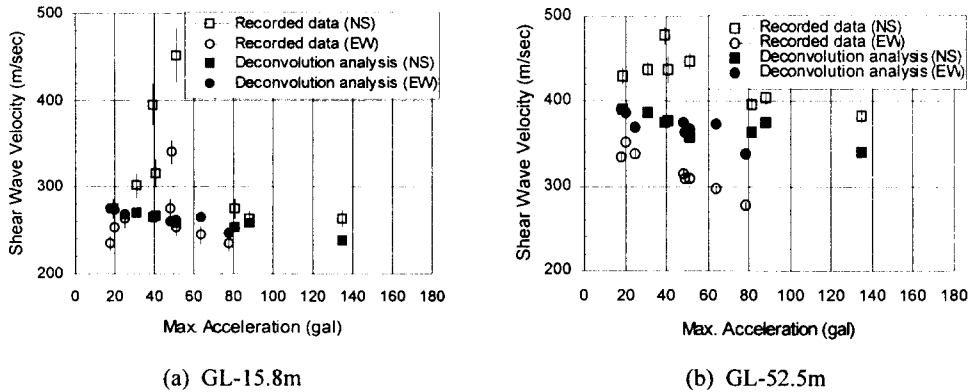 500
400
300
200
Shear Wave Velocity (m/sec)
Recorded data (NS)
Recorded data (EW)
Deconvolution analysis (NS)
Deconvolution analysis (EW)
0 20 40 60 80 100 120 140 160 180
Max. Acceleration (gal)
(a) GL-15.8m
500
400
300
200
Shear Wave Velocity (m/sec)
Recorded data (NS)
Recorded data (EW)
Deconvolution analysis (NS)
Deconvolution analysis (EW)
0 20 40 60 80 100 120 140 160 180
Max. Acceleration (gal)
(b) GL-52.5m